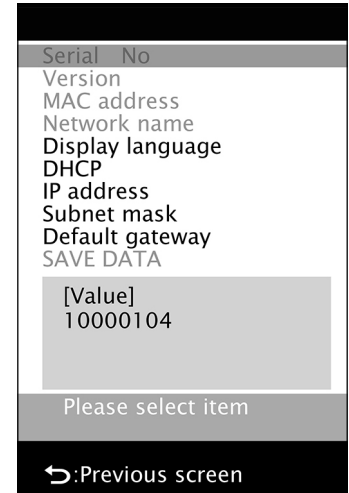 Serial No
Version
MAC address
Network name
Display language
DHCP
IP address
Subnet mask
Default gateway
SAVE DATA
[Value]
10000104
Please select item
:Previous screen